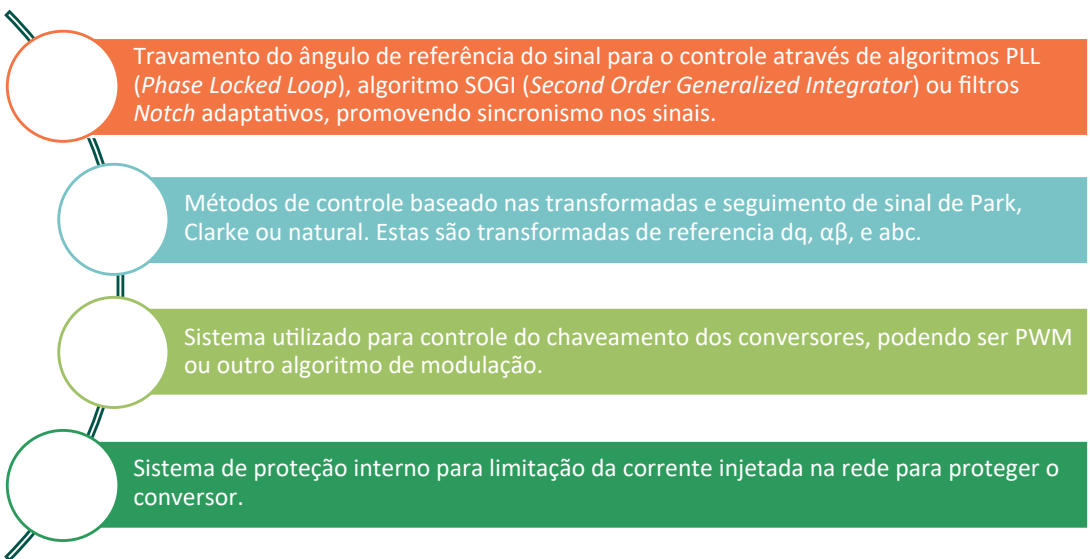 Travamento do ângulo de referência do sinal para o controle através de algoritmos PLL
(Phase Locked Loop), algoritmo SOGI (Second Order Generalized Integrator) ou filtros
Notch adaptativos, promovendo sincronismo nos sinais.
Métodos de controle baseado nas transformadas e seguimento de sinal de Park,
Clarke ou natural. Estas são transformadas de referencia dq, αβ, e abc.
Sistema utilizado para controle do chaveamento dos conversores, podendo ser PWM
ou outro algoritmo de modulação.
Sistema de proteção interno para limitação da corrente injetada na rede para proteger o
conversor.